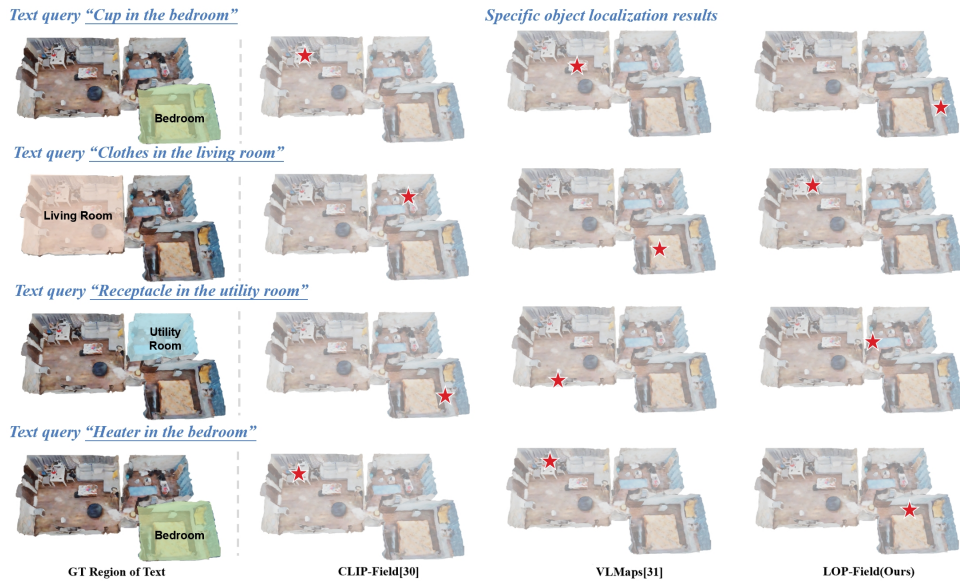 Text query “Cup in the bedroom”
Specific object localization results
Bedroom
Text query “Clothes in the living room”
Living Room
Text query “Receptacle in the utility room”
Utility
Room
Text query “Heater in the bedroom”
Bedroom
GT Region of Text
CLIP-Field[30]
VLMaps[31]
LOP-Field(Ours)